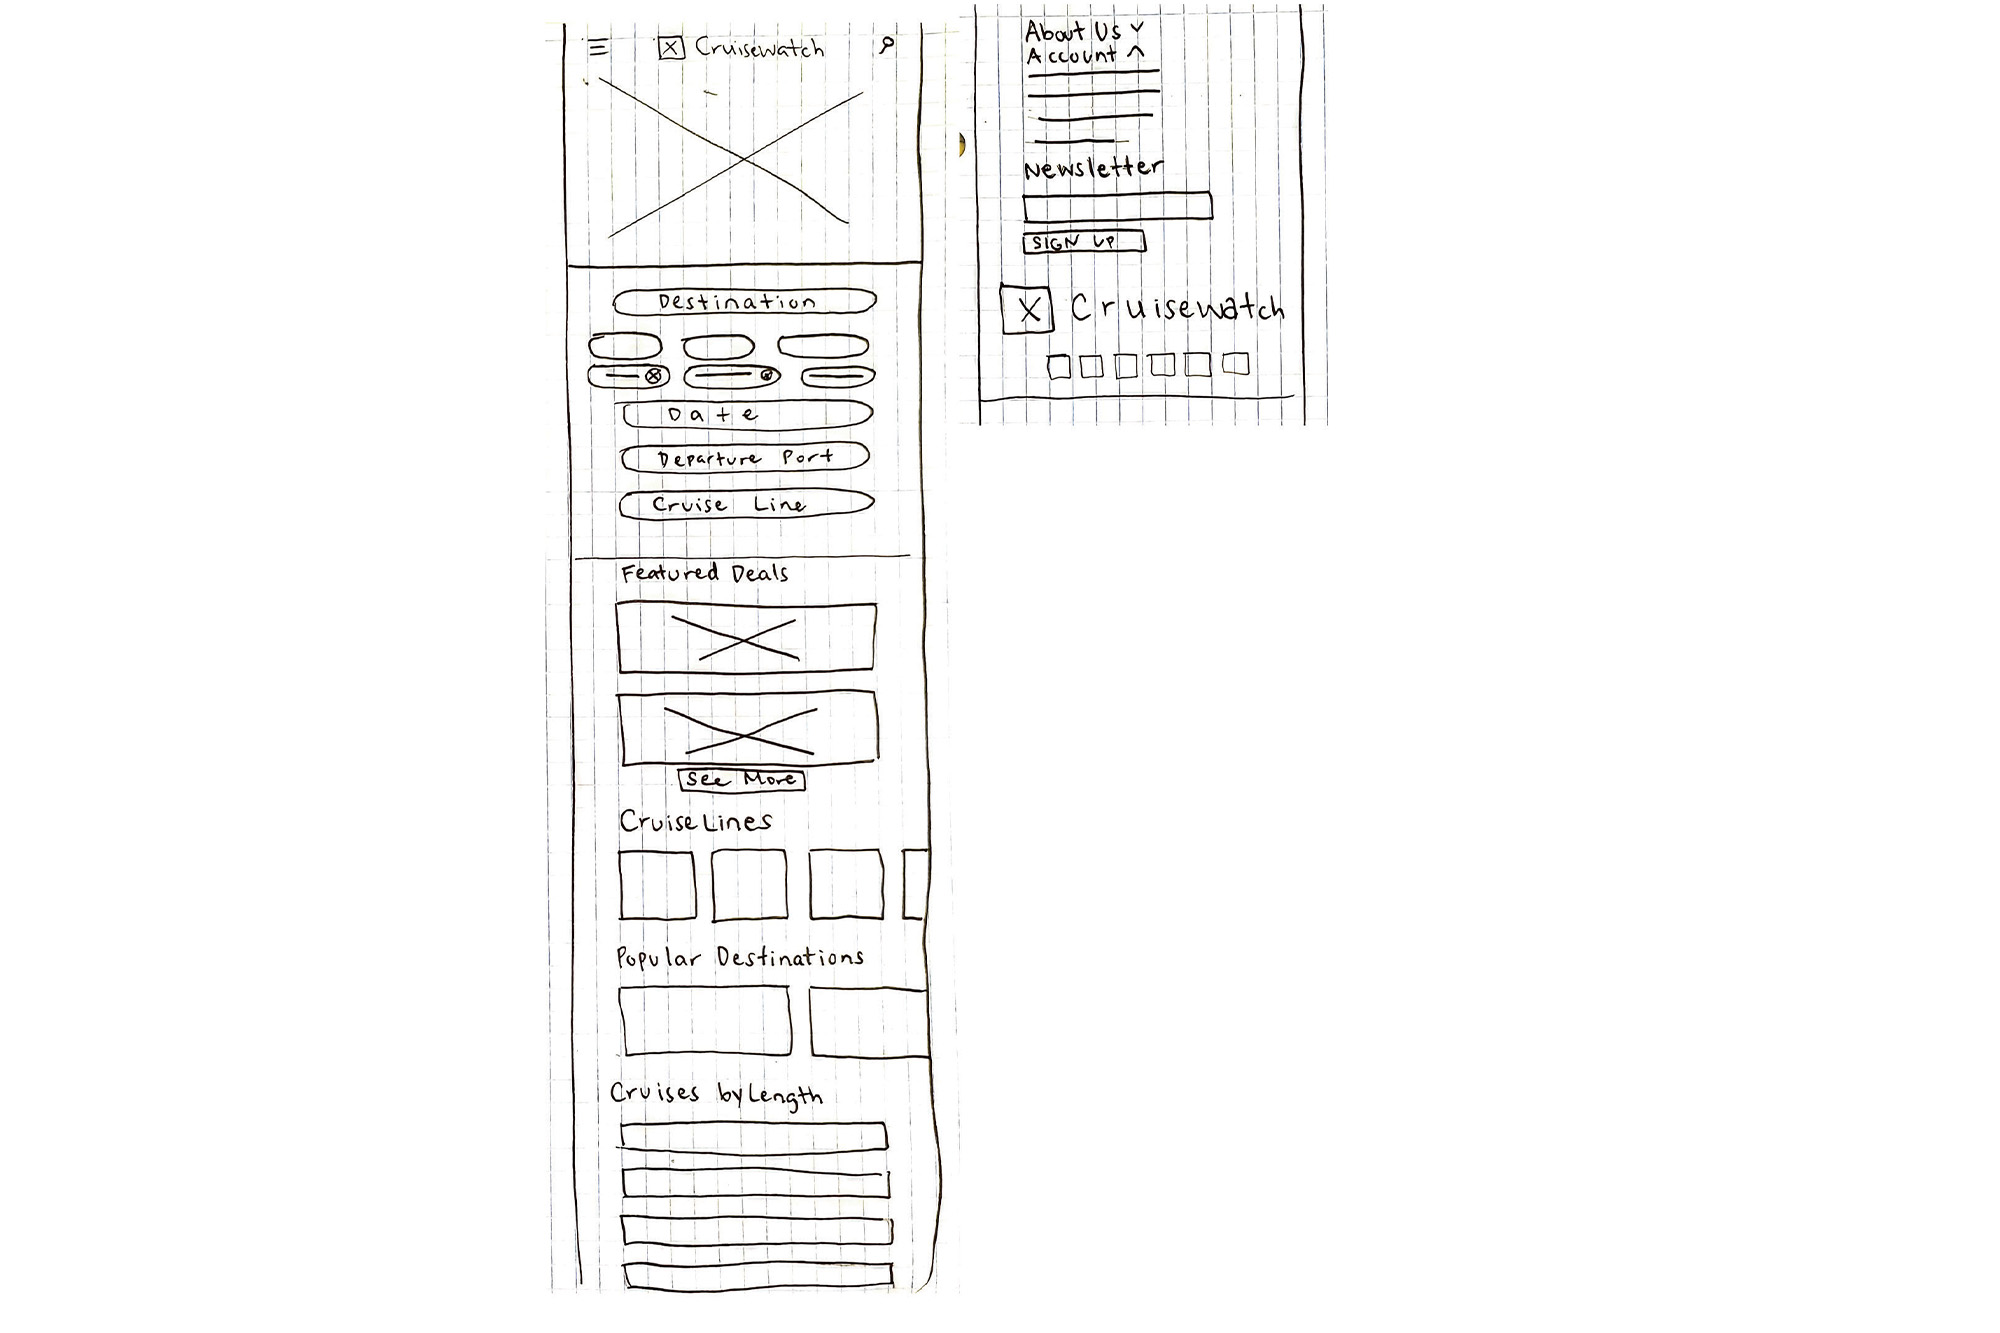 Cruisewatch
Destination
Date
Departure Port
Cruise Line
Featured Deals
See More
Cruise Lines
Popular Destinations
Cruises by Length
About Us
Account
Newsletter
SIGN UP
Cruisewatch